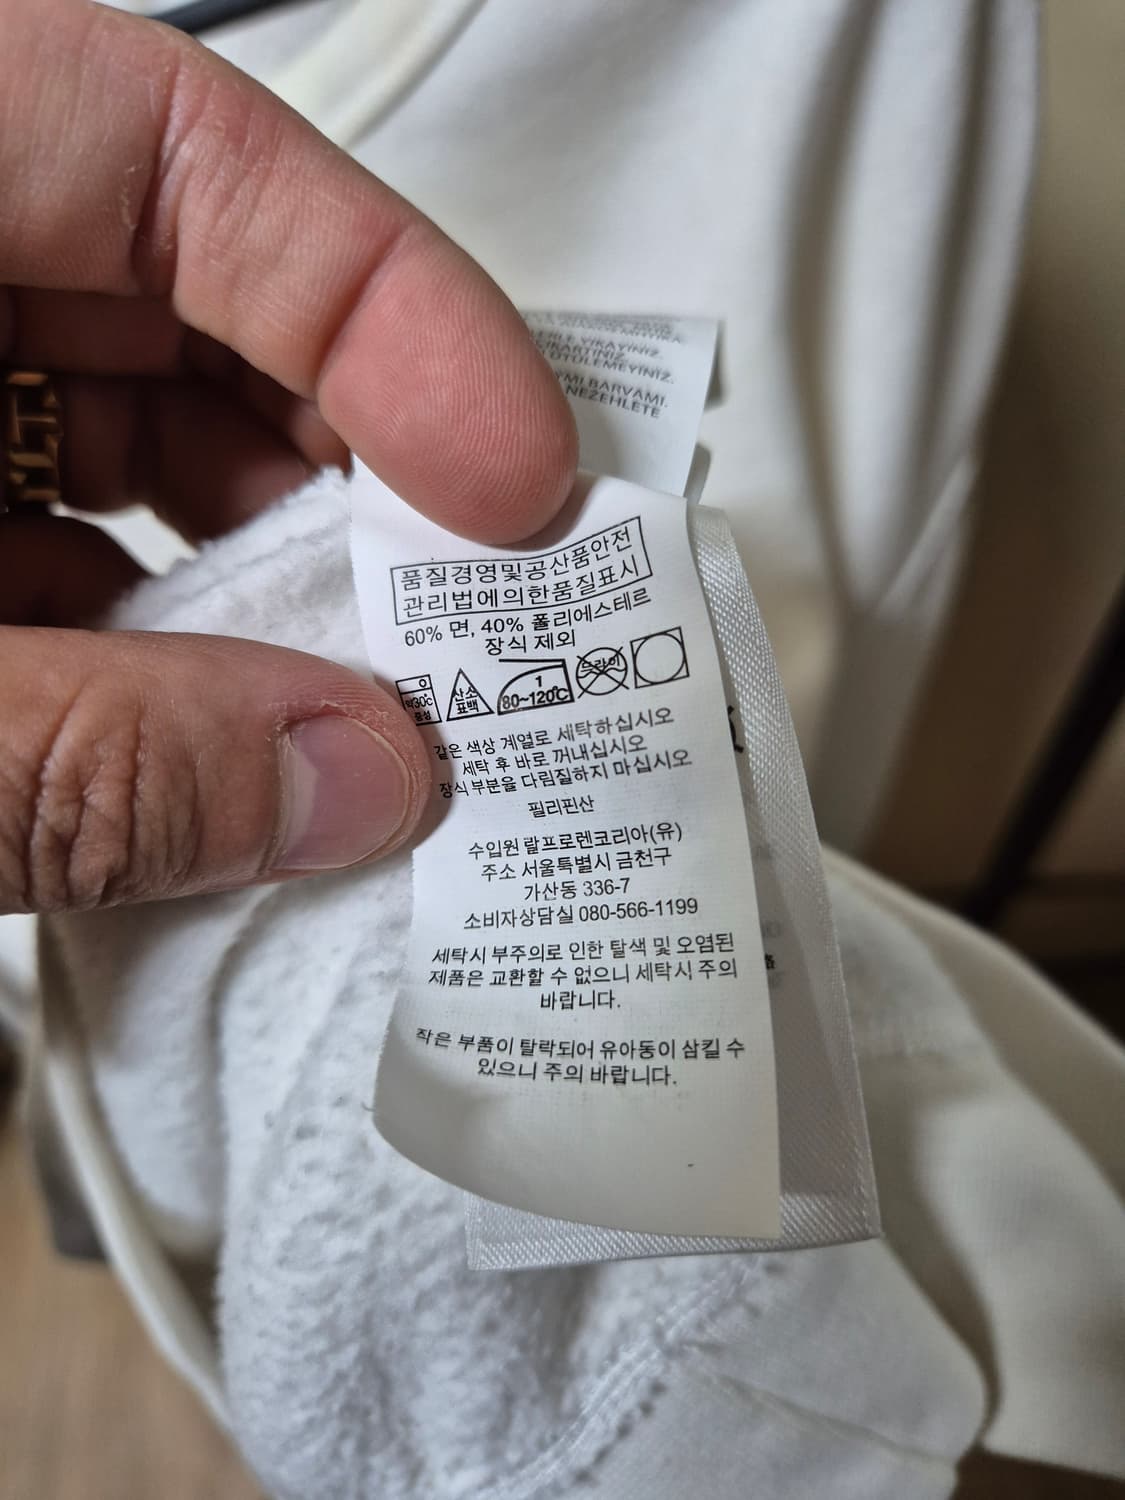 YIKAYINIZ.
ÜTÜLEMEYİNİZ.
BARVAMI.
NEŽEHLETE
품질경영및공산품안전
관리법에의한품질표시
60% 면, 40% 폴리에스테르
장식 제외
약30℃
중성
산소
표백
1
80~120℃
드라이
같은 색상 계열로 세탁하십시오
세탁 후 바로 꺼내십시오
장식부분을 다림질하지 마십시오
필리핀산
수입원 랄프로렌코리아(유)
주소 서울특별시 금천구
가산동 336-7
소비자상담실 080-566-1199
세탁시 부주의로 인한 탈색 및 오염된
제품은 교환할 수 없으니 세탁시 주의
바랍니다.
작은 부품이 탈락되어 유아동이 삼킬 수
있으니 주의 바랍니다.